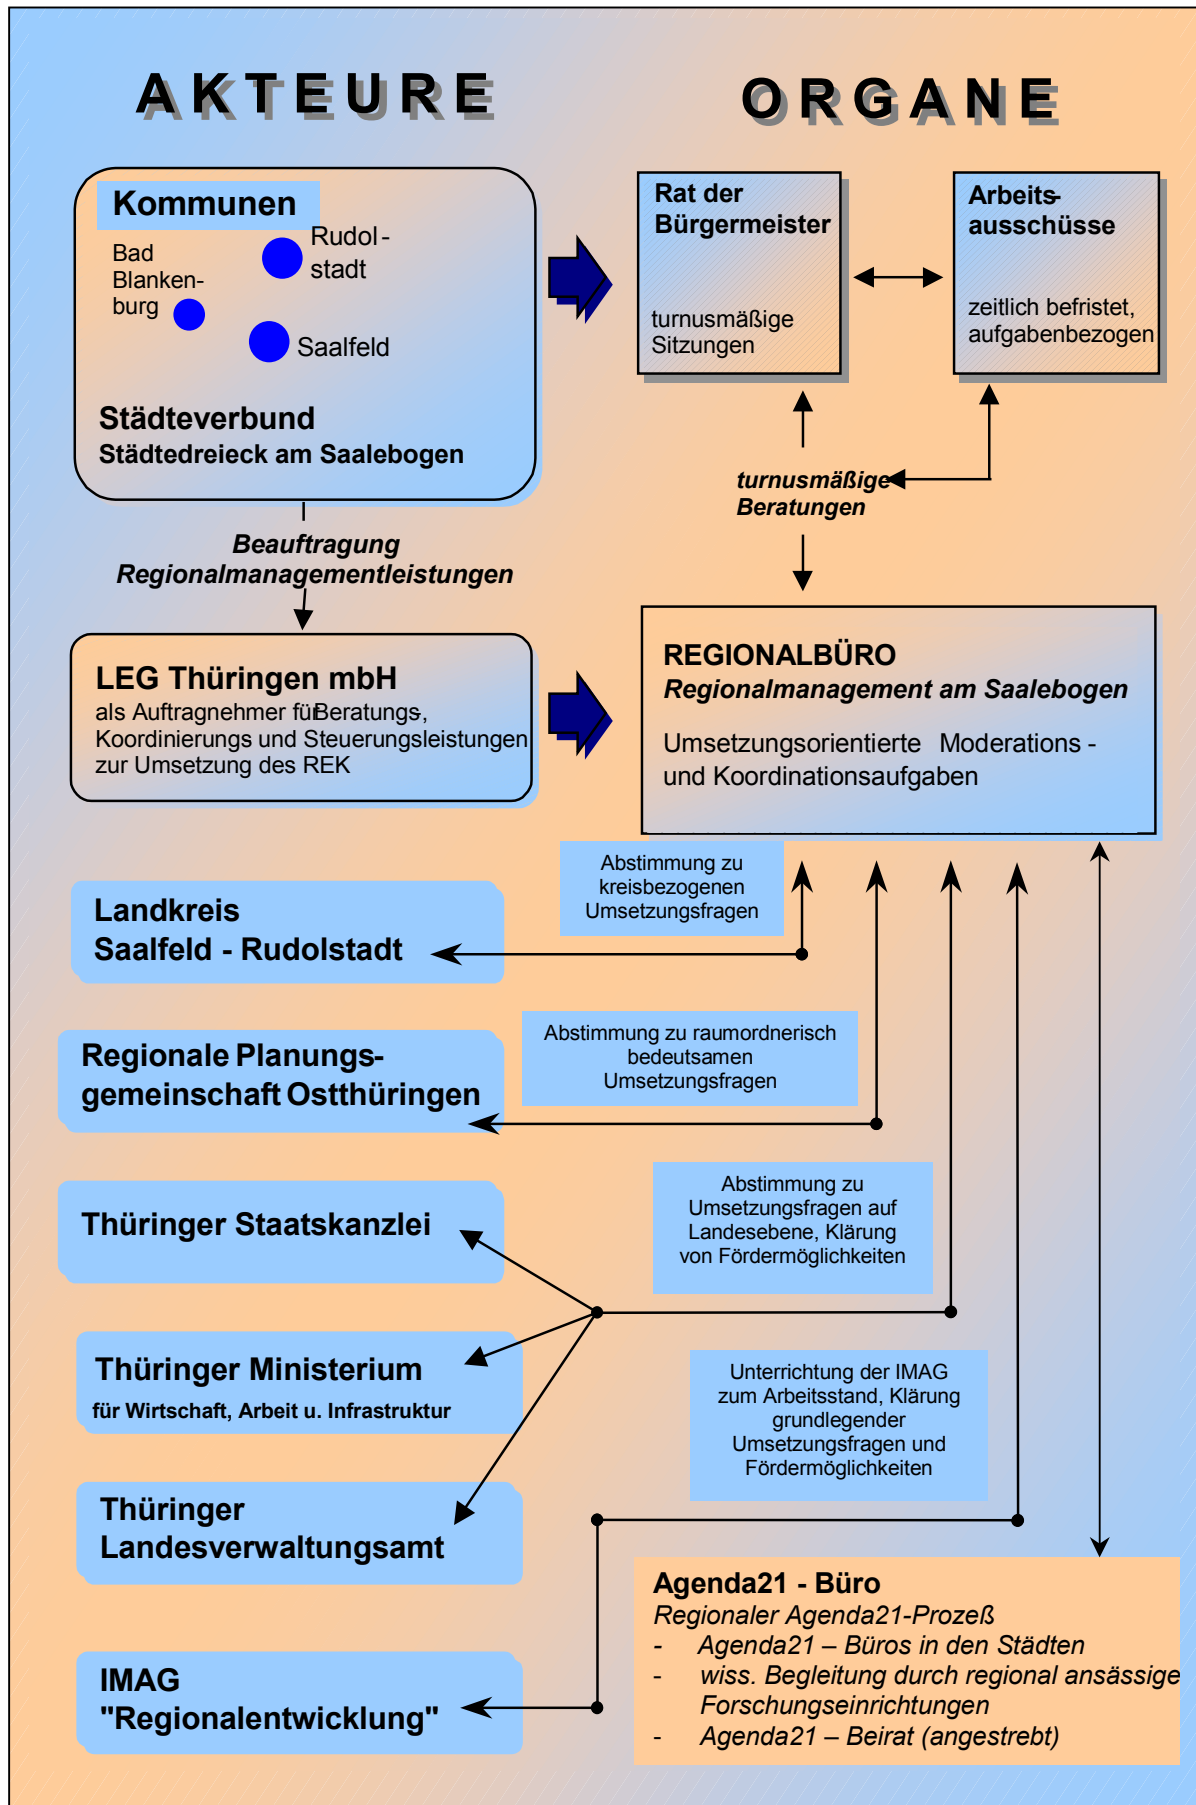 AKTEURE
ORGANE
Kommunen
Bad
Blanken-
burg
Rudol-
stadt
Saalfeld
Städteverbund
Städtedreieck am Saalebogen
Rat der
Bürgermeister
turnusmäßige
Sitzungen
Arbeits-
ausschüsse
zeitlich befristet,
aufgabenbezogen
turnusmäßige
Beratungen
Beauftragung
Regionalmanagementleistungen
LEG Thüringen mbH
als Auftragnehmer für Beratungs-,
Koordinierungs und Steuerungsleistungen
zur Umsetzung des REK
REGIONALBÜRO
Regionalmanagement am Saalebogen
Umsetzungsorientierte Moderations -
und Koordinationsaufgaben
Abstimmung zu
kreisbezogenen
Umsetzungsfragen
Landkreis
Saalfeld - Rudolstadt
Abstimmung zu raumordnerisch
bedeutsamen
Umsetzungsfragen
Regionale Planungs-
gemeinschaft Ostthüringen
Abstimmung zu
Umsetzungsfragen auf
Landesebene, Klärung
von Fördermöglichkeiten
Thüringer Staatskanzlei
Thüringer Ministerium
für Wirtschaft, Arbeit u. Infrastruktur
Unterrichtung der IMAG
zum Arbeitsstand, Klärung
grundlegender
Umsetzungsfragen und
Fördermöglichkeiten
Thüringer
Landesverwaltungsamt
IMAG
"Regionalentwicklung"
Agenda21 - Büro
Regionaler Agenda21-Prozeß
- Agenda21 – Büros in den Städten
- wiss. Begleitung durch regional ansässige
Forschungseinrichtungen
- Agenda21 – Beirat (angestrebt)